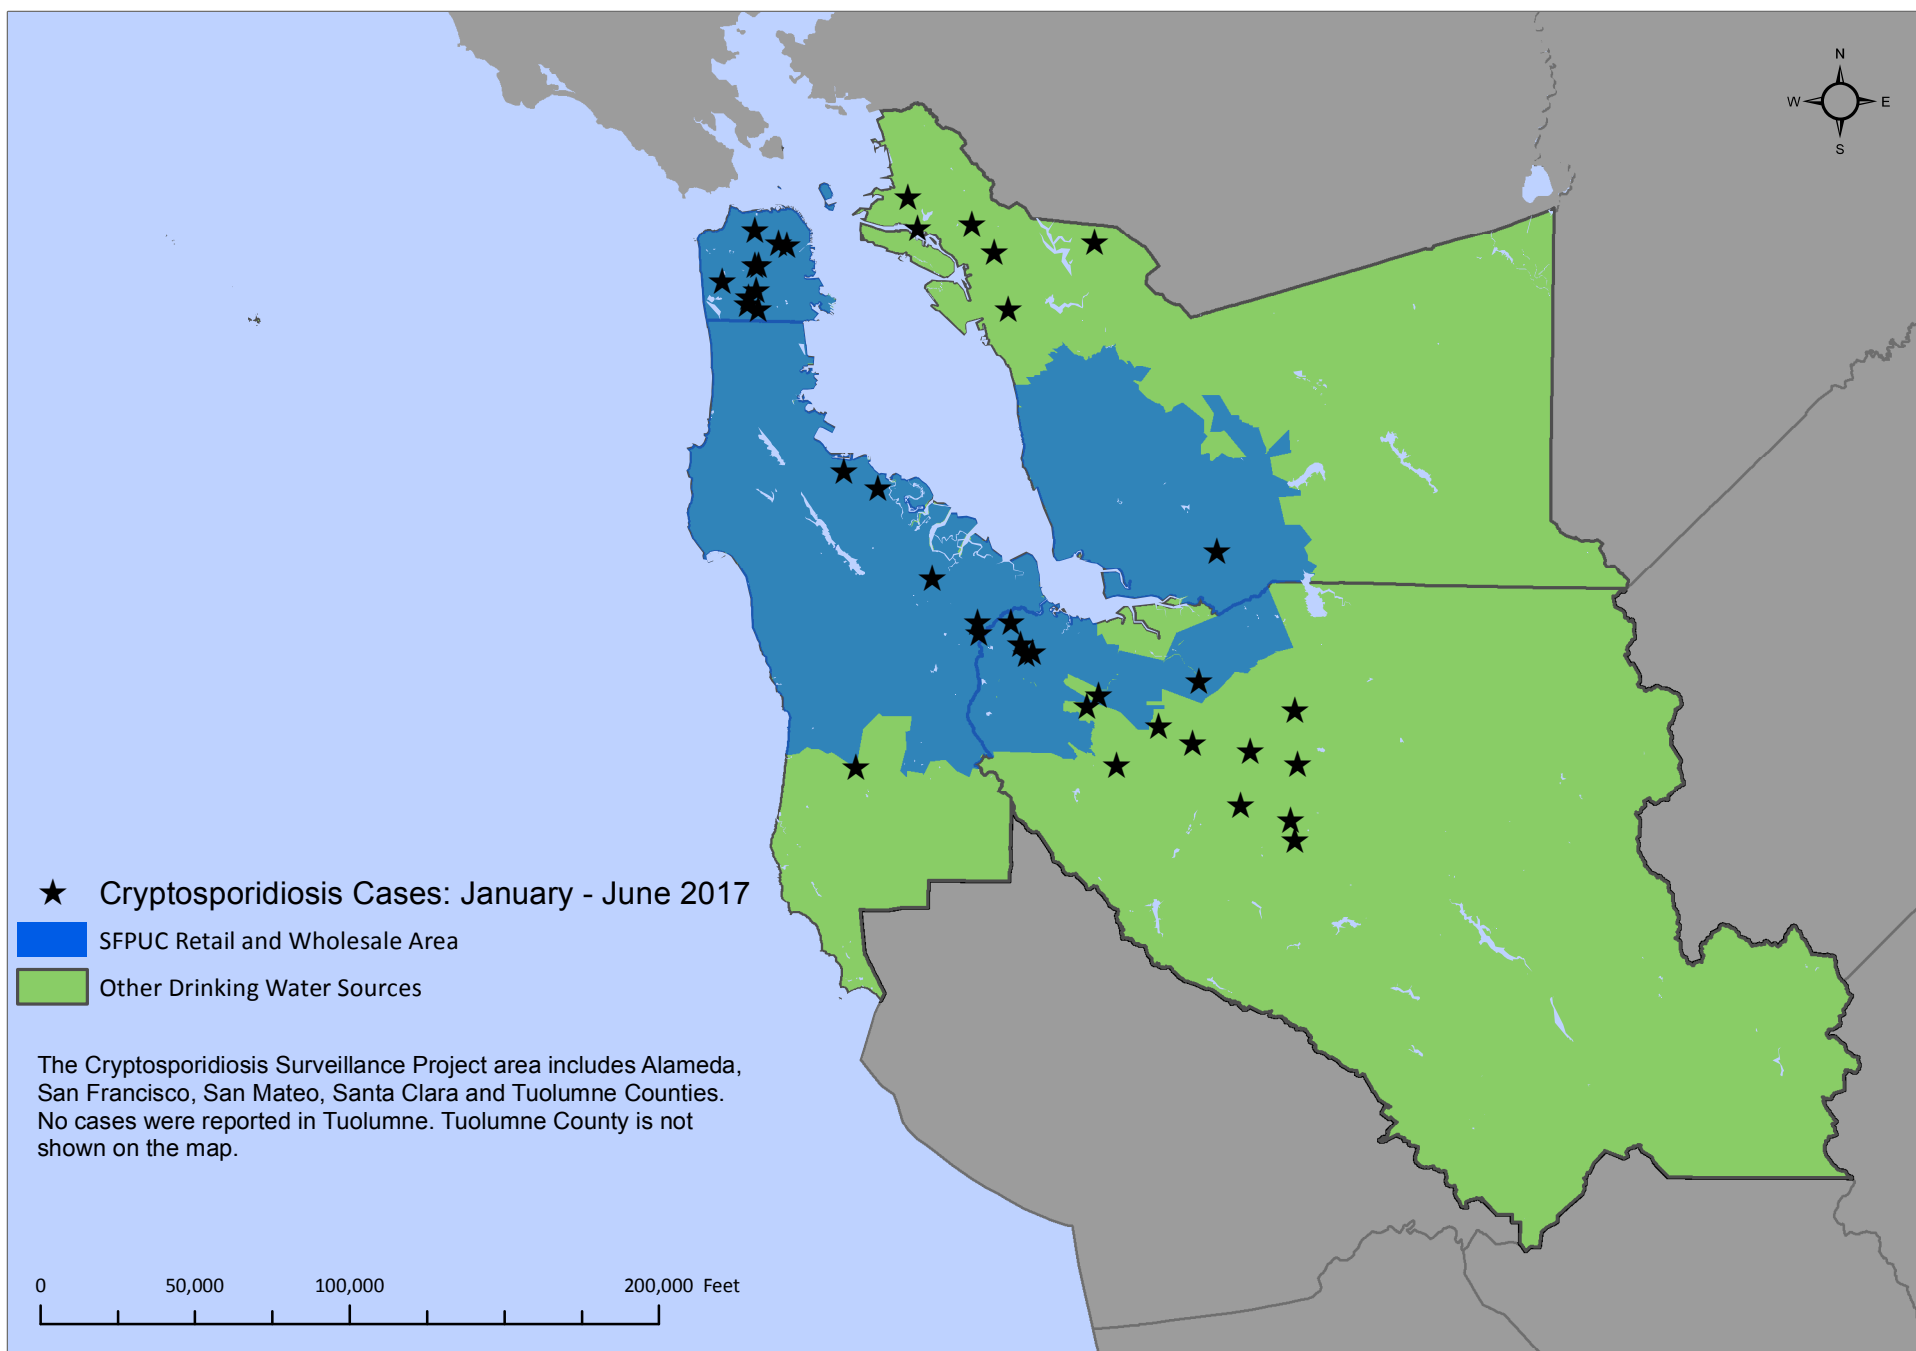 N
W E
S
Cryptosporidiosis Cases: January - June 2017
SFPUC Retail and Wholesale Area
Other Drinking Water Sources
The Cryptosporidiosis Surveillance Project area includes Alameda,
San Francisco, San Mateo, Santa Clara and Tuolumne Counties.
No cases were reported in Tuolumne. Tuolumne County is not
shown on the map.
0 50,000 100,000 200,000 Feet